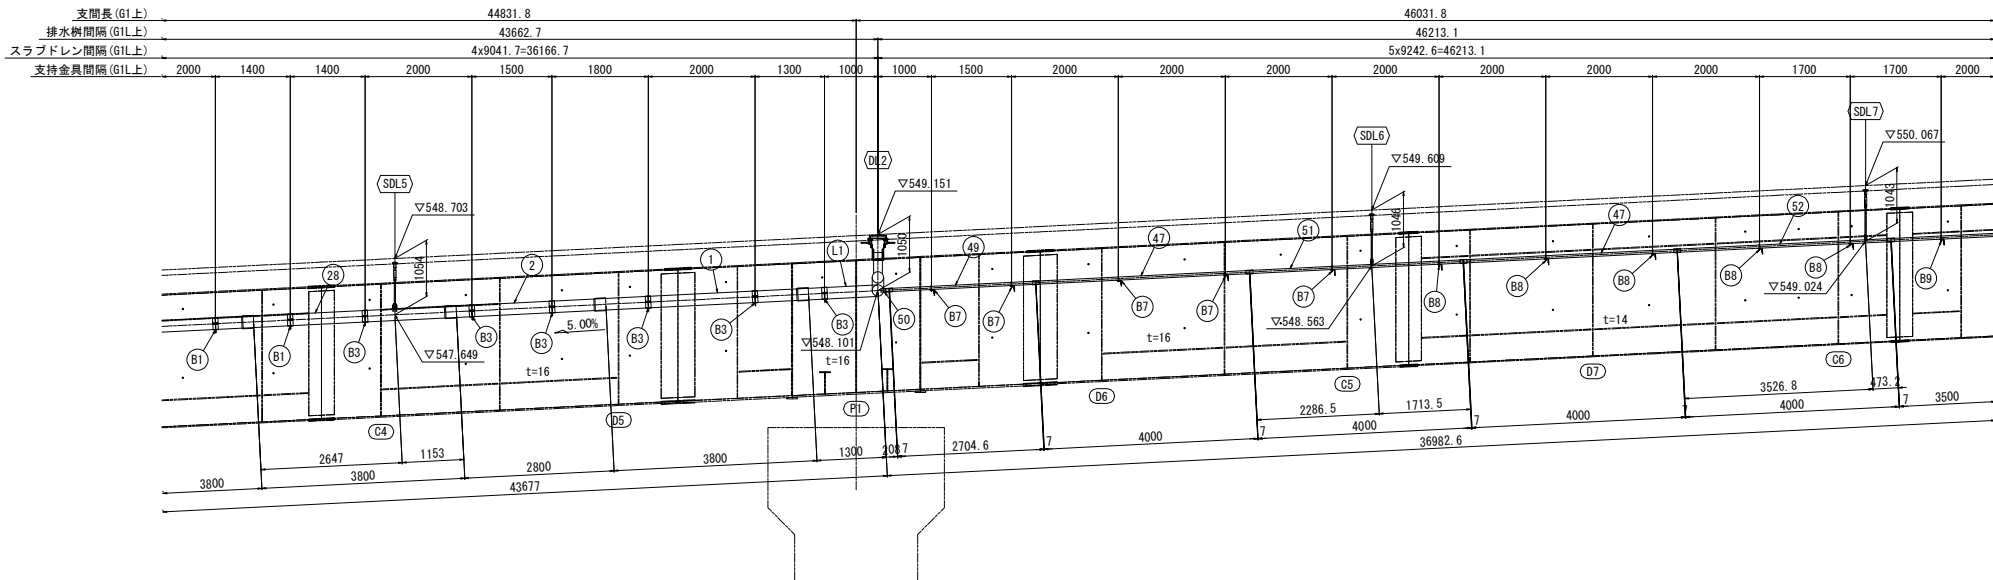 支間長(G1上) 44831.8 46031.8
排水桝間隔(G1L上) 43662.7 46213.1
スラブドレン間隔(G1L上) 4x9041.7=36166.7 5x9242.6=46213.1
支持金具間隔(G1L上) 2000 1400 1400 2000 1500 1800 2000 1300 1000 1000 1500 2000 2000 2000 2000 2000 2000 2000 1700 1700 2000
SDL7 ▽550.067
SDL6 ▽549.609
DL2 ▽549.151
SDL5 ▽548.703
1054 1050 1046 1043
28 2 1 L1 49 47 51 47 52
B1 B1 B3 B3 B3 B3 B3 B3 50 B7 B7 B7 B7 B7 B8 B8 B8 B8 B8 B9
5.00%
▽547.649 ▽548.101 ▽548.563 ▽549.024
t=16 t=16 t=16 t=14
C4 D5 P1 D6 C5 D7 C6
2647 1153 2286.5 1713.5 3526.8 473.2
3800 3800 2800 3800 1300 208 7 2704.6 7 4000 7 4000 7 4000 4000 7 3500
43677 36982.6